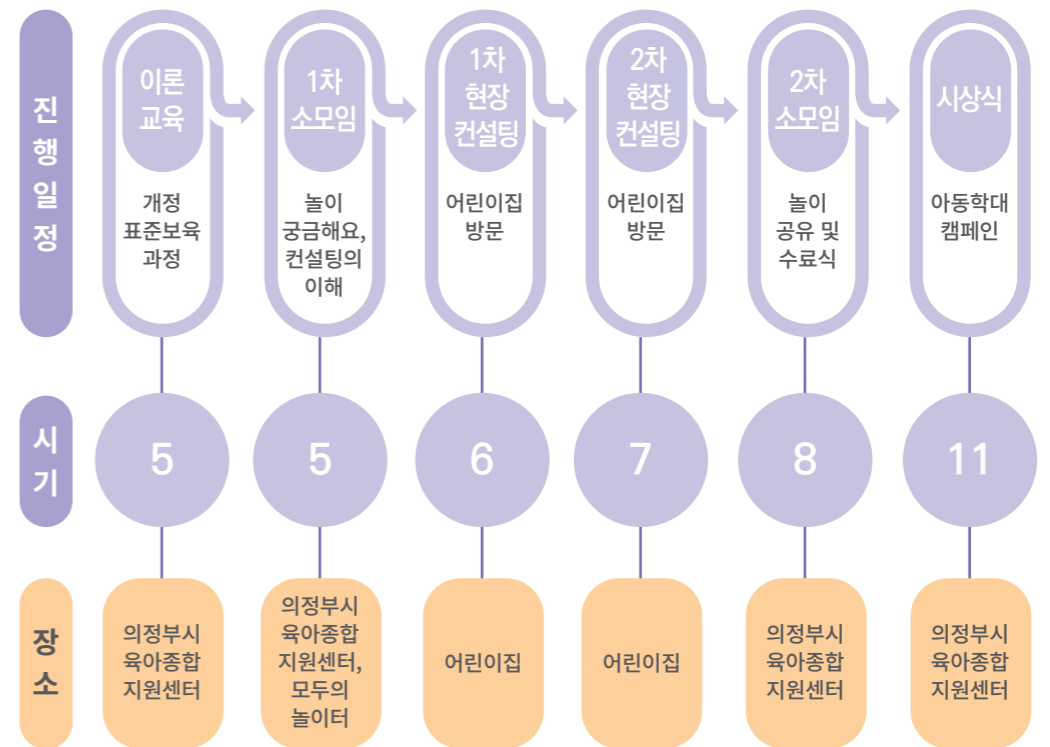 진행일정
이론
교육
개정
표준보육
과정
1차
소모임
놀이
궁금해요,
컨설팅의
이해
1차
현장
컨설팅
어린이집
방문
2차
현장
컨설팅
어린이집
방문
2차
소모임
놀이
공유 및
수료식
시상식
아동학대
캠페인
시기
5
5
6
7
8
11
장소
의정부시
육아종합
지원센터
의정부시
육아종합
지원센터,
모두의
놀이터
어린이집
어린이집
의정부시
육아종합
지원센터
의정부시
육아종합
지원센터